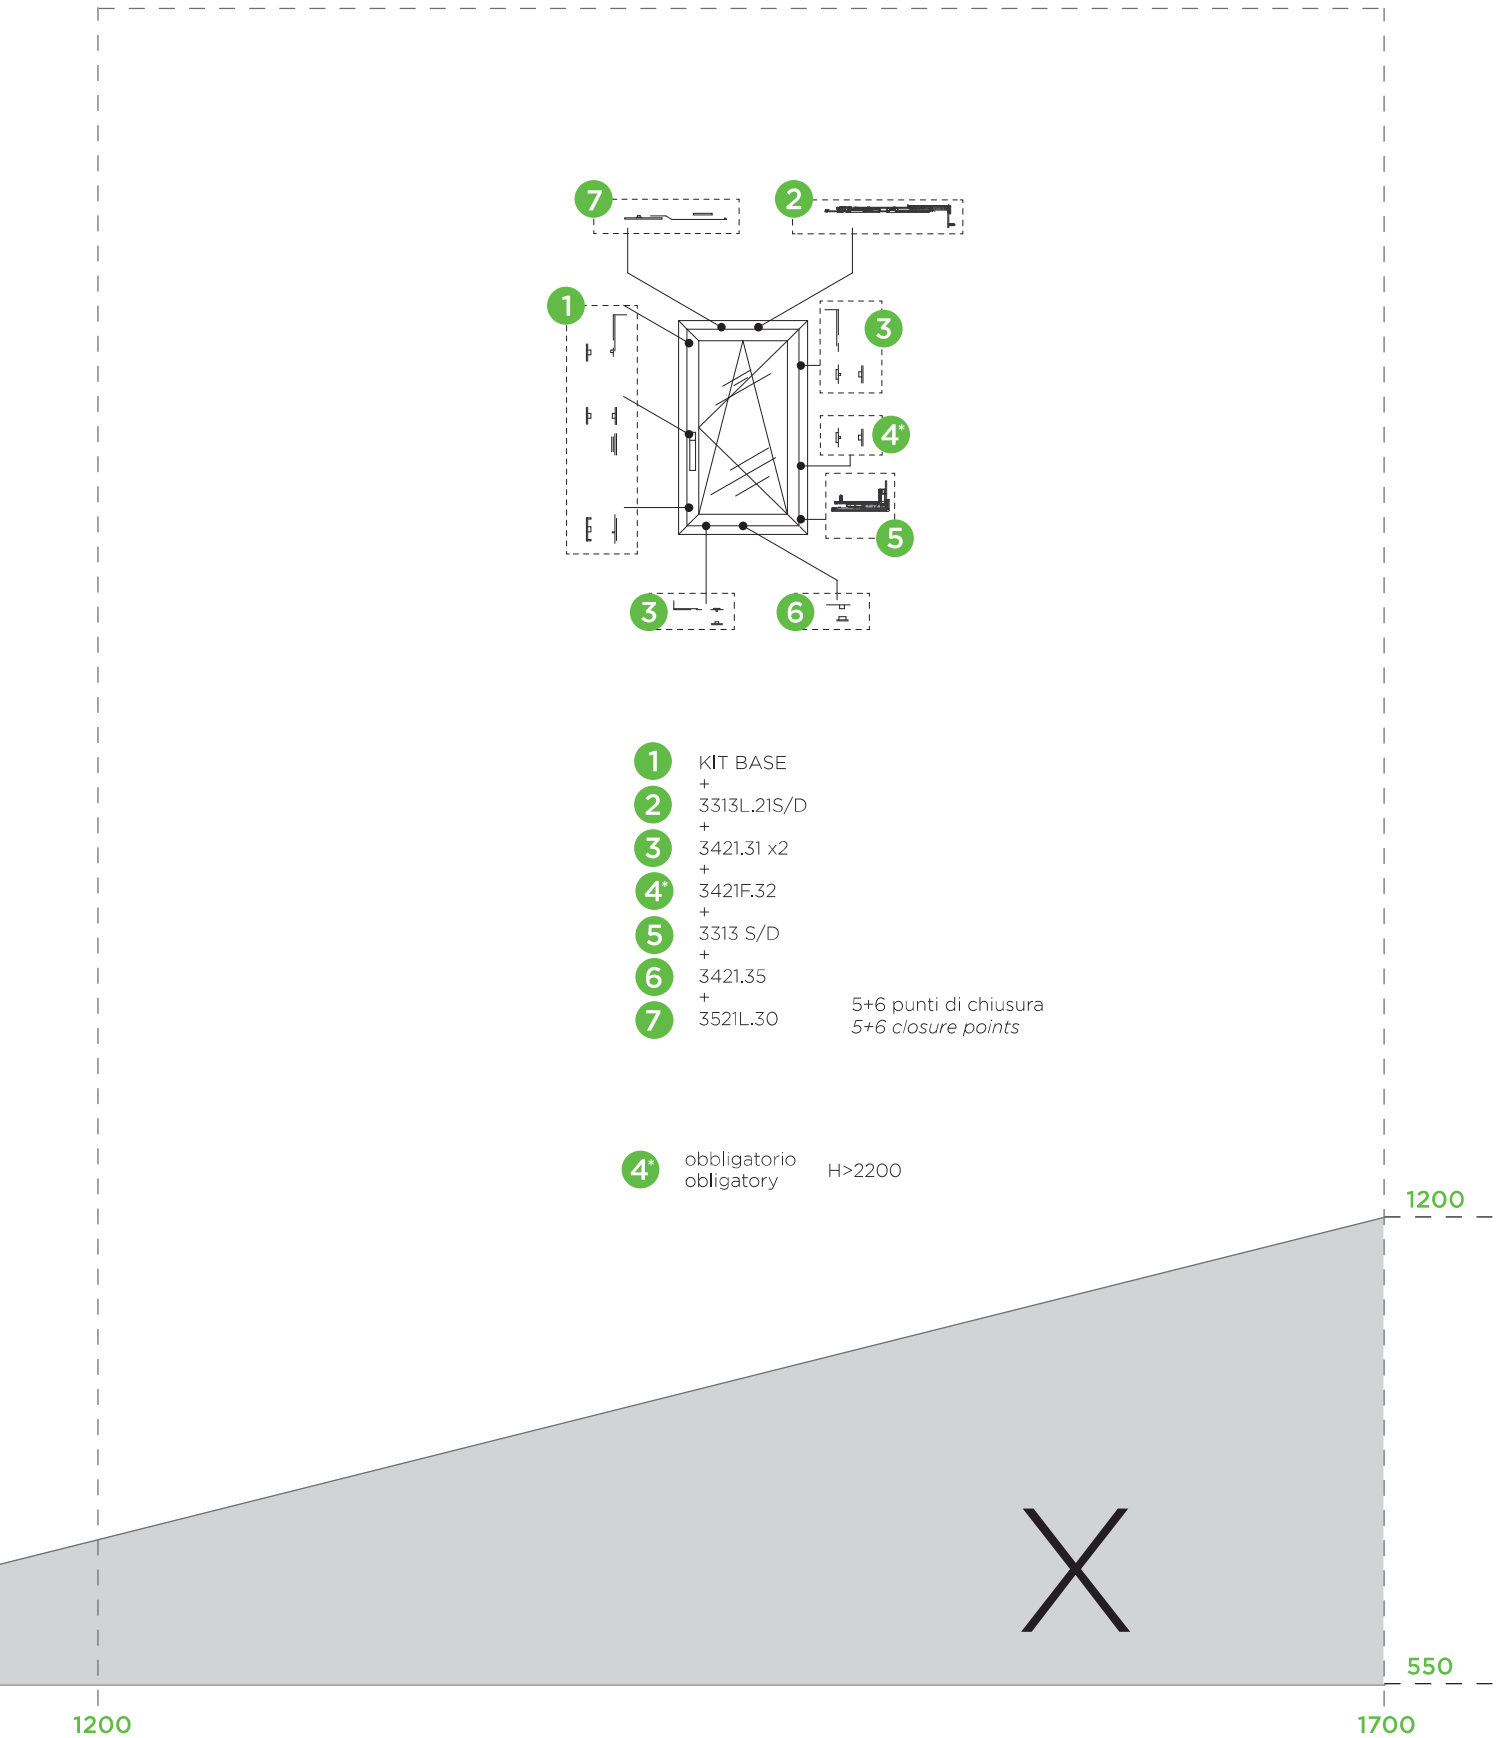 7
2
1
3
4*
5
3
6
1 KIT BASE
+
2 3313L.21S/D
+
3 3421.31 x2
+
4* 3421F.32
+
5 3313 S/D
+
6 3421.35
+
7 3521L.30
5+6 punti di chiusura
5+6 closure points
4* obbligatorio
obligatory
H>2200
1200
X
550
1200
1700